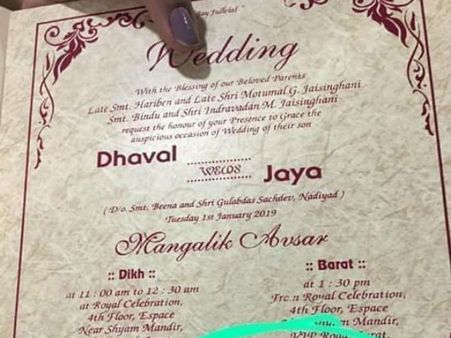 Wedding
With the Blessing of our Beloved Parents
Late Smt. Hariben and Late Shri Motumal G. Jaisinghani
Smt. Bindu and Shri Indravadan M. Jaisinghani
request the honour of your Presence to Grace the
auspicious occasion of Wedding of their son
Dhaval WEDS Jaya
( D/o. Smt. Beena and Shri Gulabdas Sachdev, Nadiyad )
Tuesday 1st January 2019
Mangalik Avsar
:: Dikh ::
at 11 : 00 am to 12 : 30 am
at Royal Celebration,
4th Floor, Espace
Near Shyam Mandir,
:: Barat ::
at 1 : 30 pm
From Royal Celebration,
4th Floor, Espace
Mandir,